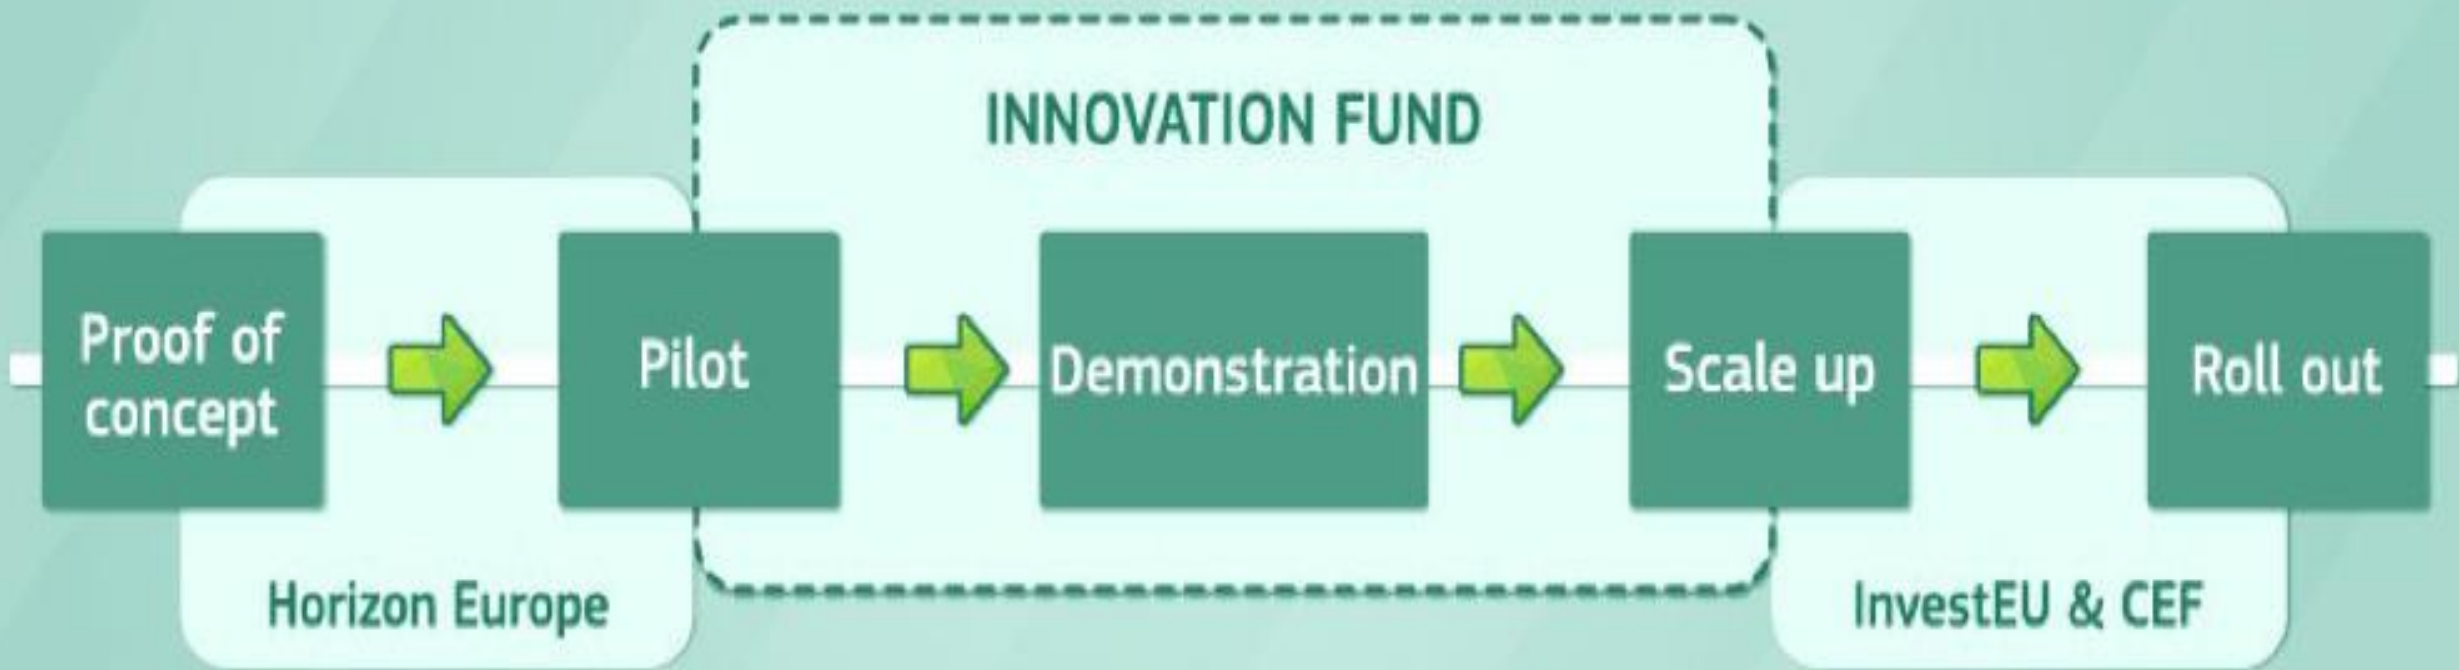 INNOVATION FUND
Proof of
concept
Pilot
Demonstration
Scale up
Roll out
Horizon Europe
InvestEU & CEF